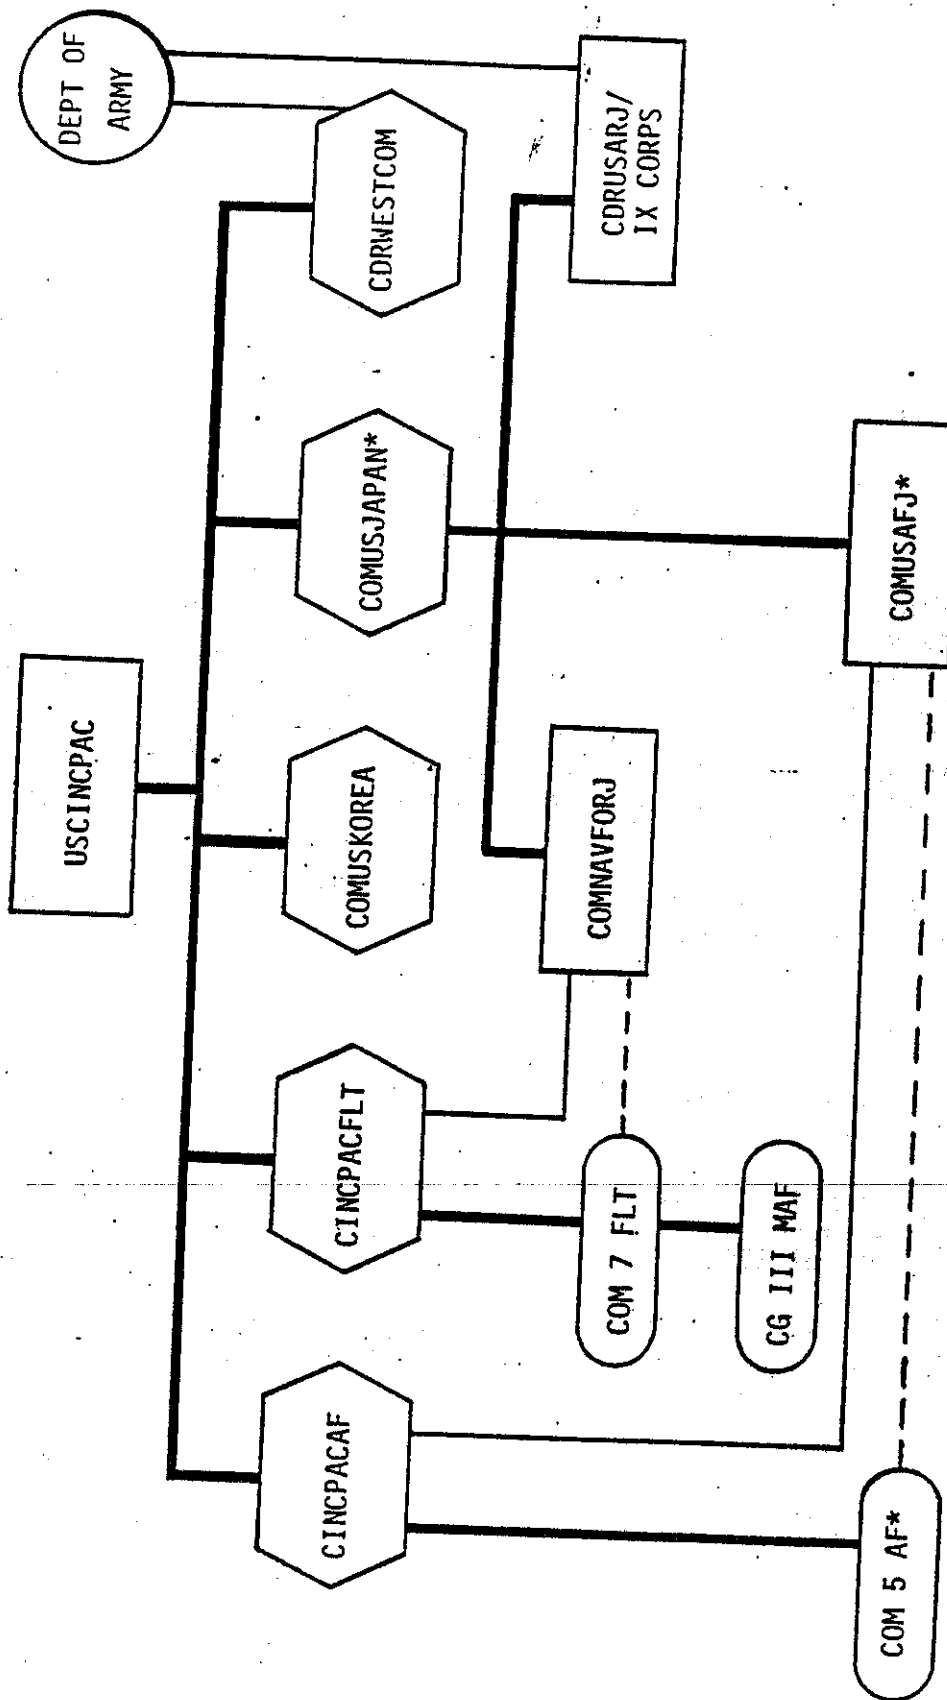 USCINCPAC
DEPT OF
ARMY
CINCPACAF
CINCPACFLT
COMUSKOREA
COMUSJAPAN*
CDRWESTCOM
COM 7 FLT
COMNAVFORJ
CDRUSARJ/
IX CORPS
CG III MAF
COM 5 AF*
COMUSAFJ*